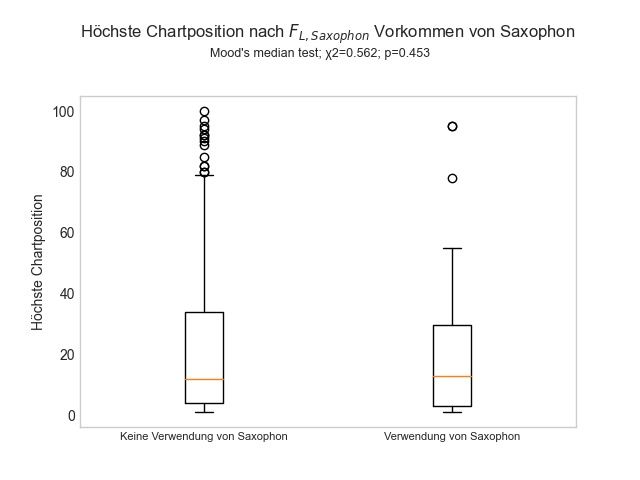 Höchste Chartposition nach F_{L, Saxophon} Vorkommen von Saxophon
Mood's median test; χ2=0.562; p=0.453
Höchste Chartposition
100
80
60
40
20
0
Keine Verwendung von Saxophon
Verwendung von Saxophon